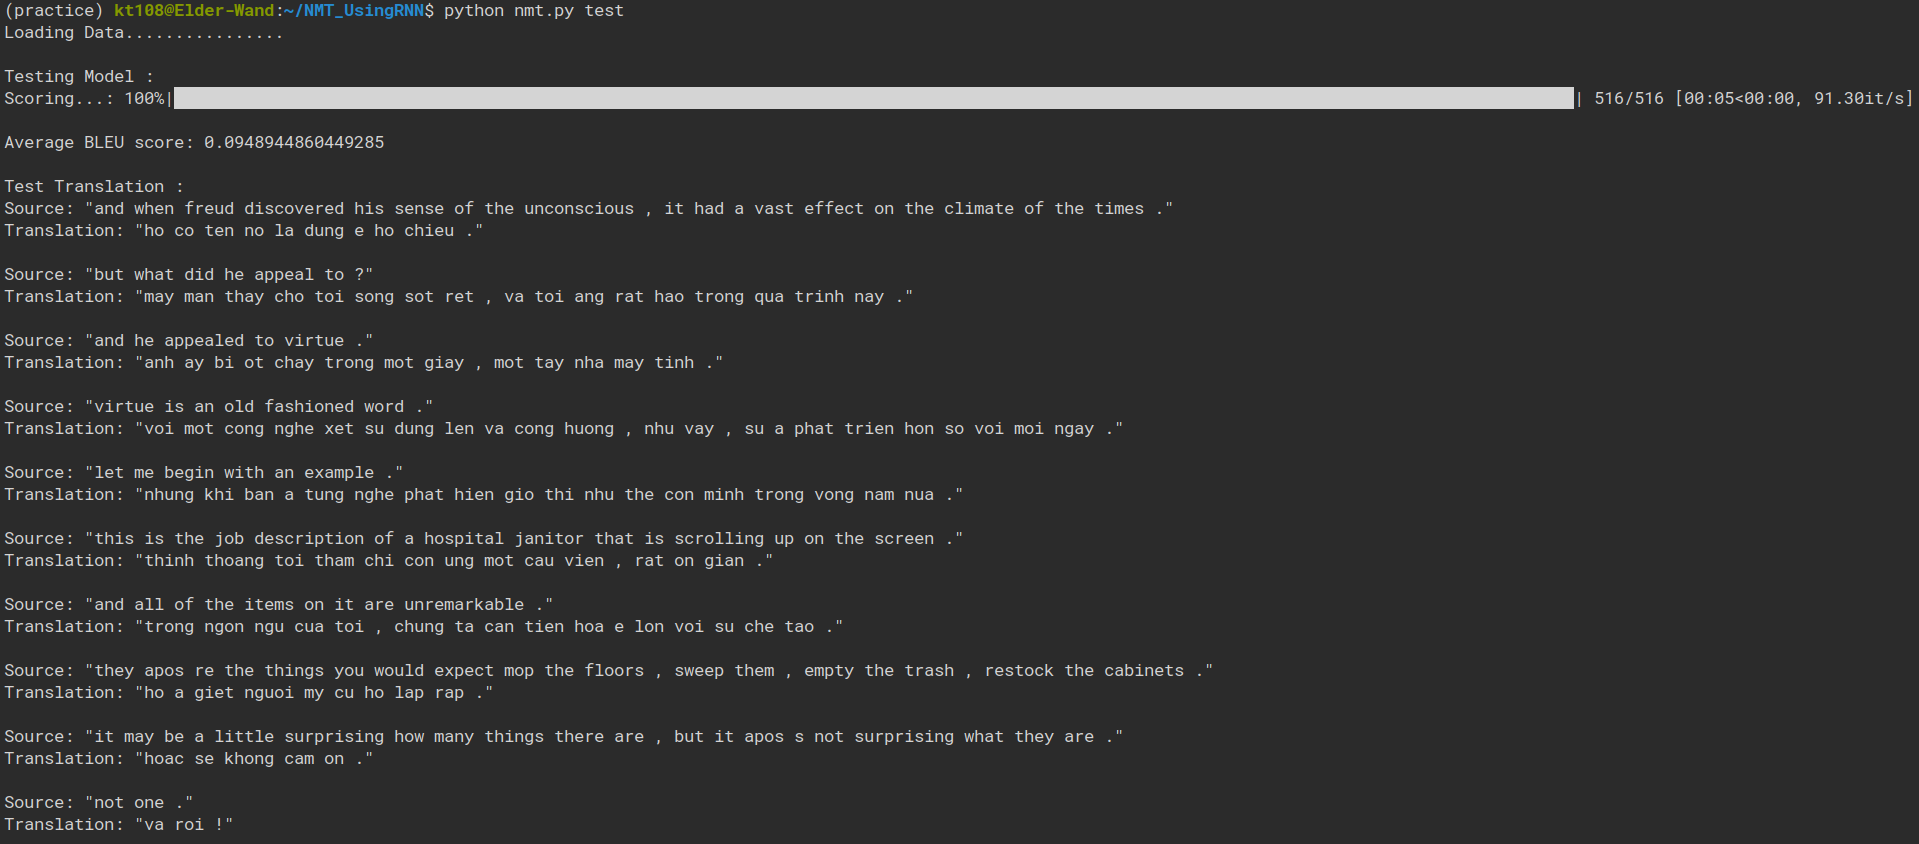 (practice) kt108@Elder-Wand:~/NMT_UsingRNN$ python nmt.py test
Loading Data................
Testing Model :
Scoring...: 100%|| 516/516 [00:05<00:00, 91.30it/s]
Average BLEU score: 0.0948944860449285
Test Translation :
Source: "and when freud discovered his sense of the unconscious , it had a vast effect on the climate of the times ."
Translation: "ho co ten no la dung e ho chieu ."
Source: "but what did he appeal to ?"
Translation: "may man thay cho toi song sot ret , va toi ang rat hao trong qua trinh nay ."
Source: "and he appealed to virtue ."
Translation: "anh ay bi ot chay trong mot giay , mot tay nha may tinh ."
Source: "virtue is an old fashioned word ."
Translation: "voi mot cong nghe xet su dung len va cong huong , nhu vay , su a phat trien hon so voi moi ngay ."
Source: "let me begin with an example ."
Translation: "nhung khi ban a tung nghe phat hien gio thi nhu the con minh trong vong nam nua ."
Source: "this is the job description of a hospital janitor that is scrolling up on the screen ."
Translation: "thinh thoang toi tham chi con ung mot cau vien , rat on gian ."
Source: "and all of the items on it are unremarkable ."
Translation: "trong ngon ngu cua toi , chung ta can tien hoa e lon voi su che tao ."
Source: "they apos re the things you would expect mop the floors , sweep them , empty the trash , restock the cabinets ."
Translation: "ho a giet nguoi my cu ho lap rap ."
Source: "it may be a little surprising how many things there are , but it apos s not surprising what they are ."
Translation: "hoac se khong cam on ."
Source: "not one ."
Translation: "va roi !"